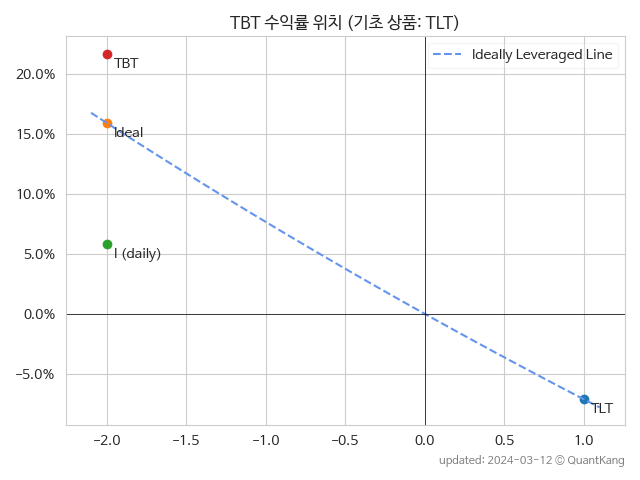 TBT 수익률 위치 (기초 상품: TLT)
Ideally Leveraged Line
TBT
Ideal
I (daily)
TLT
20.0%
15.0%
10.0%
5.0%
0.0%
−5.0%
−2.0 −1.5 −1.0 −0.5 0.0 0.5 1.0
updated: 2024-03-12 © QuantKang